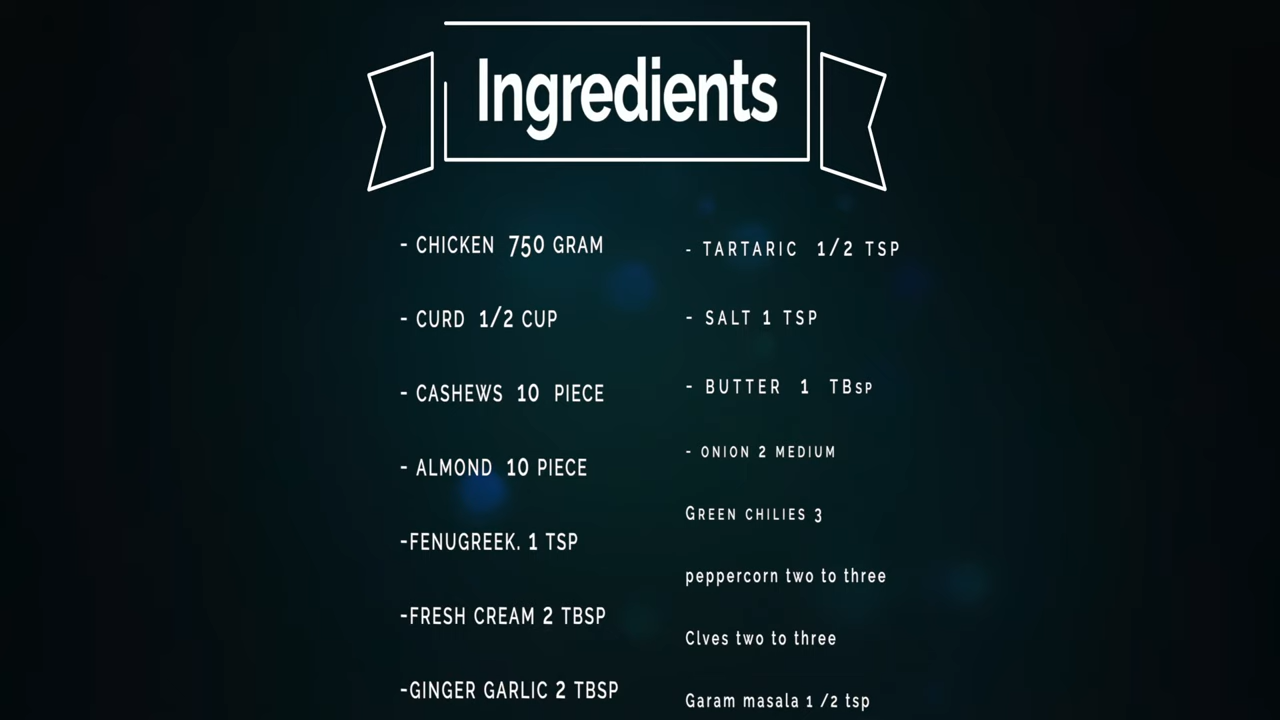 Ingredients
- CHICKEN 750 GRAM
- CURD 1/2 CUP
- CASHEWS 10 PIECE
- ALMOND 10 PIECE
-FENUGREEK. 1 TSP
-FRESH CREAM 2 TBSP
-GINGER GARLIC 2 TBSP
- TARTARIC 1/2 TSP
- SALT 1 TSP
- BUTTER 1 TBSP
- ONION 2 MEDIUM
GREEN CHILIES 3
peppercorn two to three
Clves two to three
Garam masala 1 /2 tsp